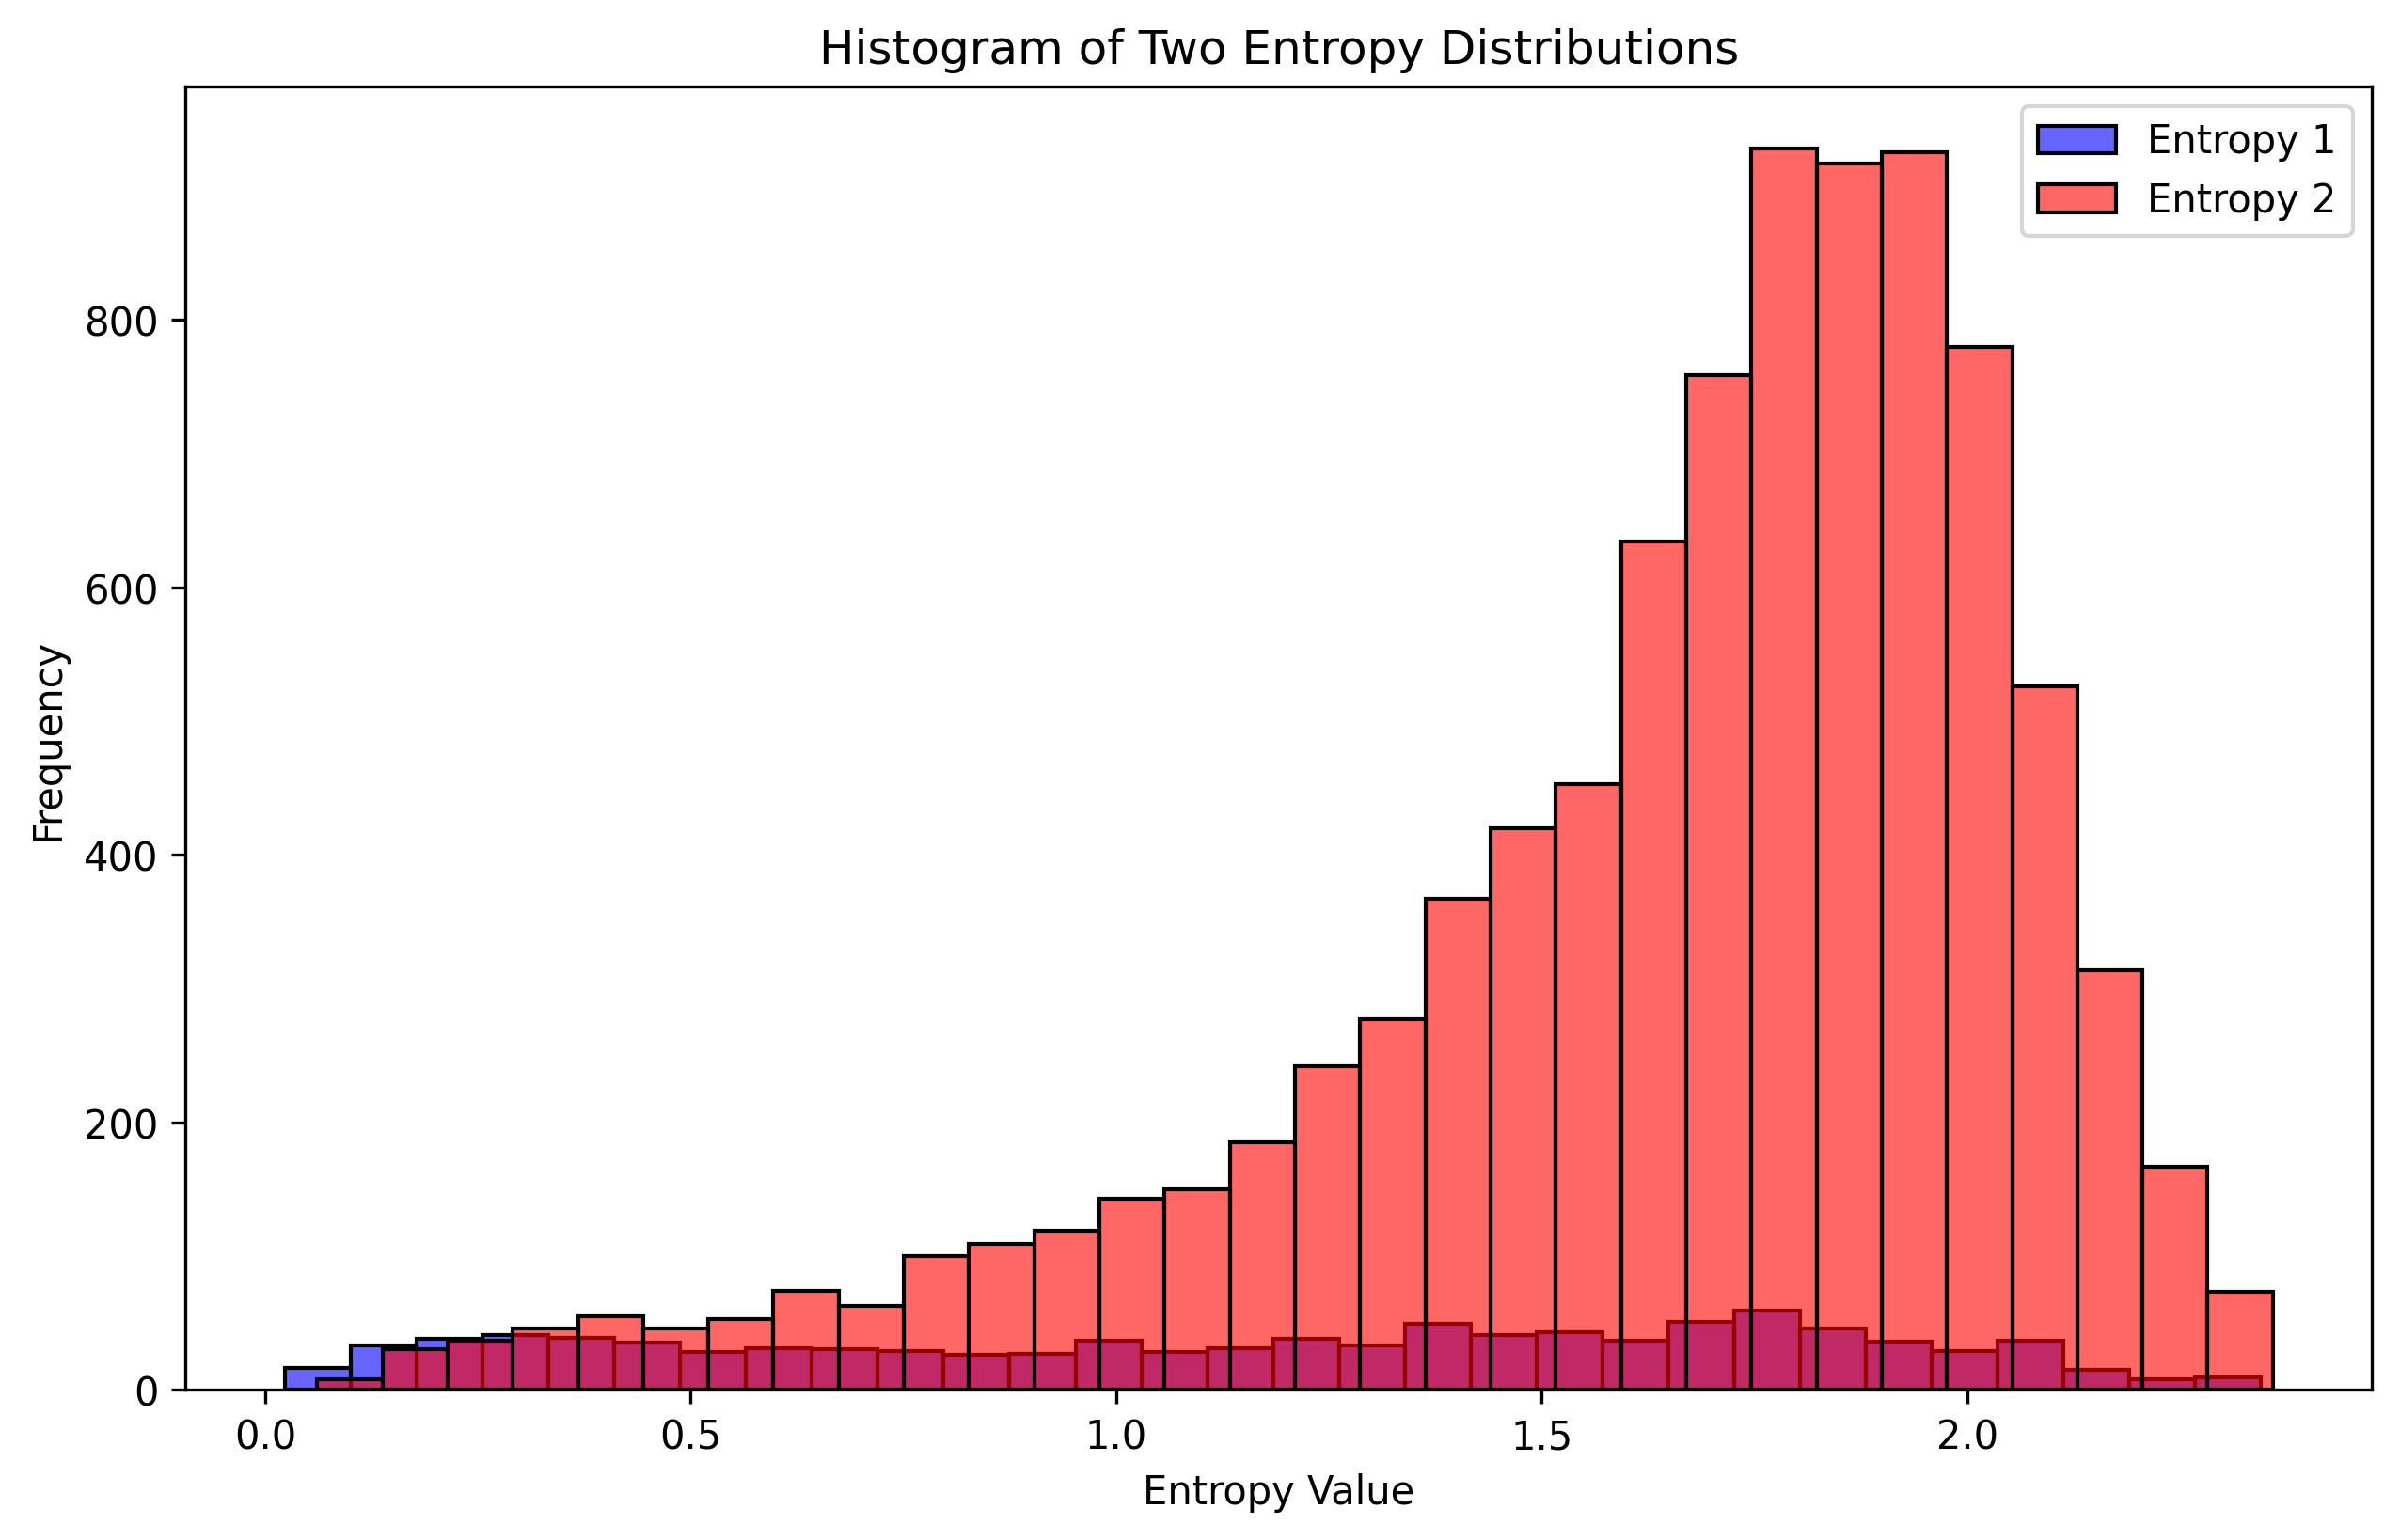 Histogram of Two Entropy Distributions
Entropy 1
Entropy 2
Frequency
800
600
400
200
0
0.0 0.5 1.0 1.5 2.0
Entropy Value